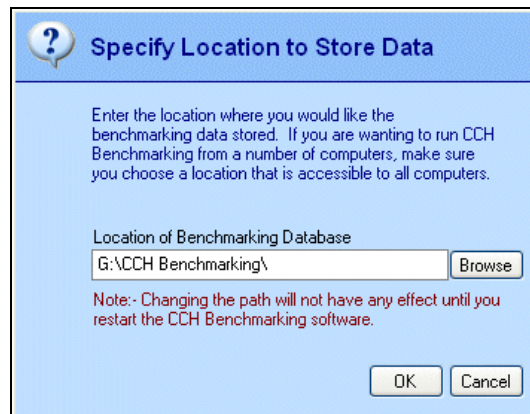 Specify Location to Store Data
Enter the location where you would like the
benchmarking data stored. If you are wanting to run CCH
Benchmarking from a number of computers, make sure
you choose a location that is accessible to all computers.
Location of Benchmarking Database
G:\CCH Benchmarking\
Browse
Note:- Changing the path will not have any effect until you
restart the CCH Benchmarking software.
OK
Cancel